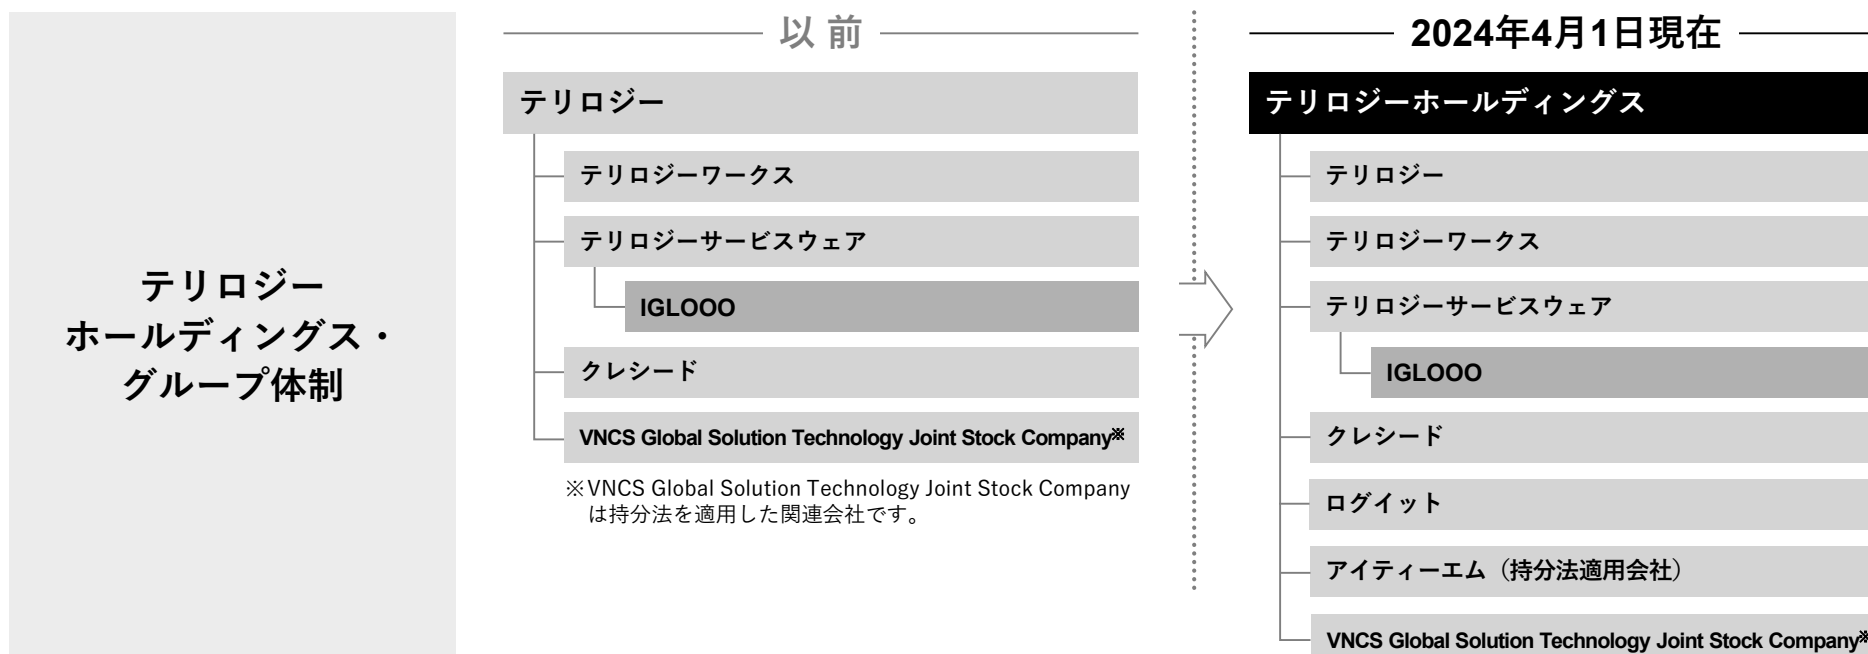 テリロジー
ホールディングス・
グループ体制
以前
テリロジー
テリロジーワークス
テリロジーサービスウェア
IGLOOO
クレシード
VNCS Global Solution Technology Joint Stock Company※
※VNCS Global Solution Technology Joint Stock Company
は持分法を適用した関連会社です。
2024年4月1日現在
テリロジーホールディングス
テリロジー
テリロジーワークス
テリロジーサービスウェア
IGLOOO
クレシード
ログイット
アイティーエム（持分法適用会社）
VNCS Global Solution Technology Joint Stock Company※